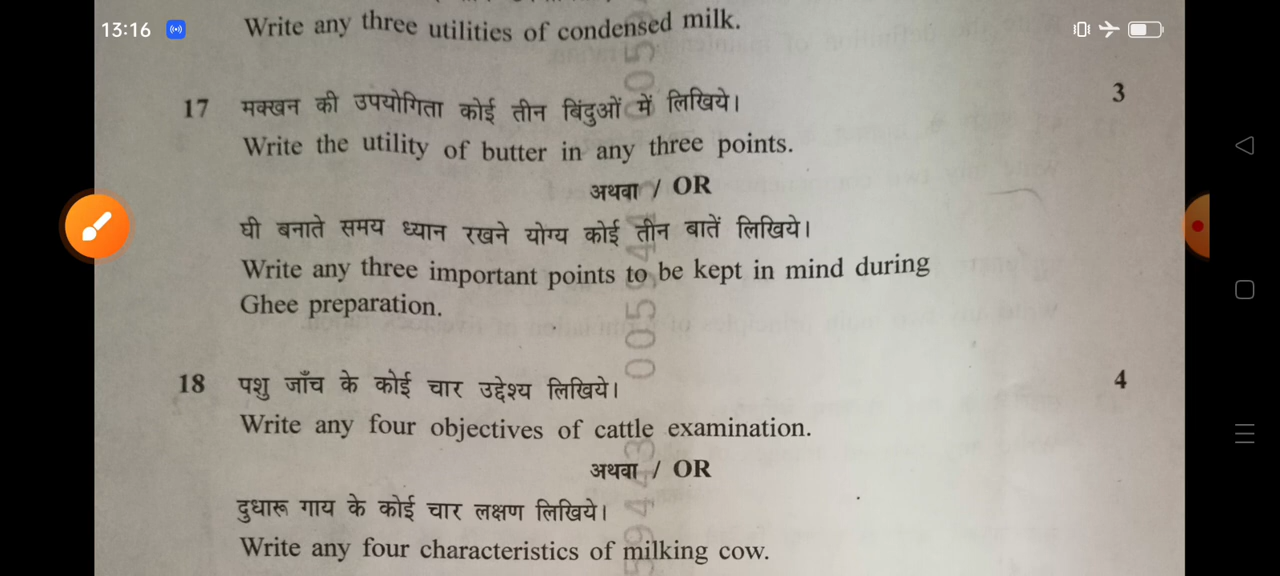 13:16
Write any three utilities of condensed milk.
17 मक्खन की उपयोगिता कोई तीन बिंदुओं में लिखिये। 3
Write the utility of butter in any three points.
अथवा / OR
घी बनाते समय ध्यान रखने योग्य कोई तीन बातें लिखिये।
Write any three important points to be kept in mind during
Ghee preparation.
18 पशु जाँच के कोई चार उद्देश्य लिखिये। 4
Write any four objectives of cattle examination.
अथवा / OR
दुधारू गाय के कोई चार लक्षण लिखिये।
Write any four characteristics of milking cow.